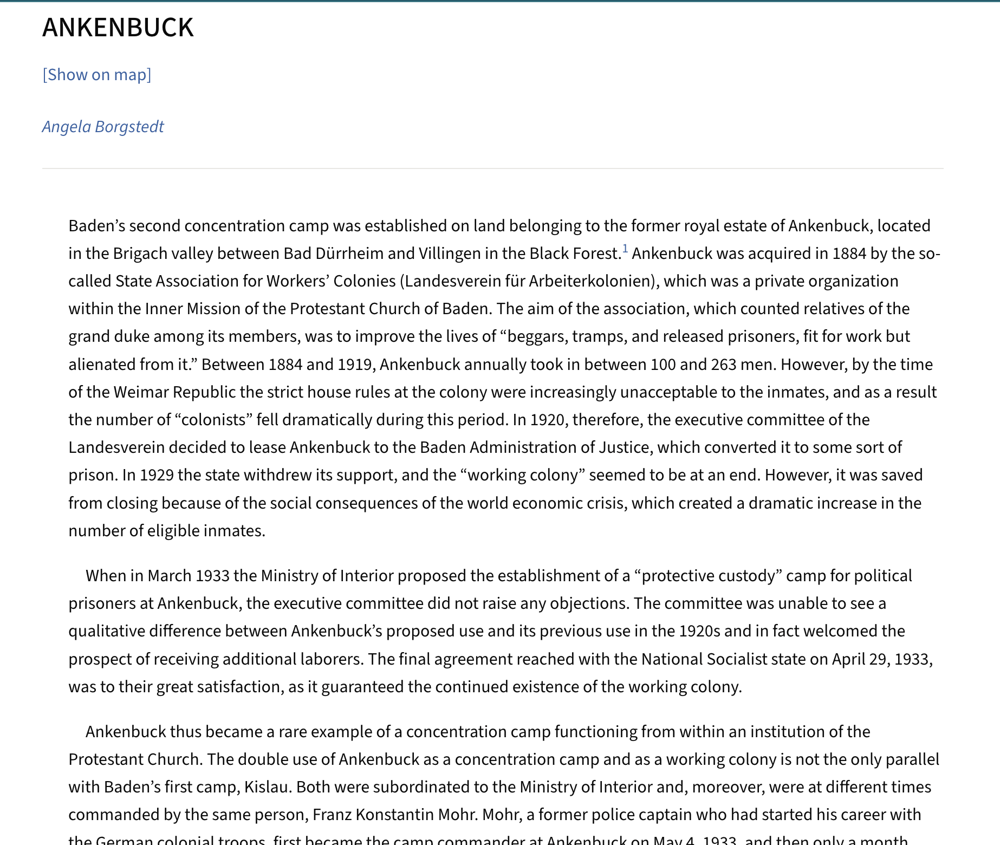 ANKENBUCK
[Show on map]
Angela Borgstedt
Baden’s second concentration camp was established on land belonging to the former royal estate of Ankenbuck, located
in the Brigach valley between Bad Dürrheim and Villingen in the Black Forest.1 Ankenbuck was acquired in 1884 by the so-
called State Association for Workers’ Colonies (Landesverein für Arbeiterkolonien), which was a private organization
within the Inner Mission of the Protestant Church of Baden. The aim of the association, which counted relatives of the
grand duke among its members, was to improve the lives of “beggars, tramps, and released prisoners, fit for work but
alienated from it.” Between 1884 and 1919, Ankenbuck annually took in between 100 and 263 men. However, by the time
of the Weimar Republic the strict house rules at the colony were increasingly unacceptable to the inmates, and as a result
the number of “colonists” fell dramatically during this period. In 1920, therefore, the executive committee of the
Landesverein decided to lease Ankenbuck to the Baden Administration of Justice, which converted it to some sort of
prison. In 1929 the state withdrew its support, and the “working colony” seemed to be at an end. However, it was saved
from closing because of the social consequences of the world economic crisis, which created a dramatic increase in the
number of eligible inmates.
When in March 1933 the Ministry of Interior proposed the establishment of a “protective custody” camp for political
prisoners at Ankenbuck, the executive committee did not raise any objections. The committee was unable to see a
qualitative difference between Ankenbuck’s proposed use and its previous use in the 1920s and in fact welcomed the
prospect of receiving additional laborers. The final agreement reached with the National Socialist state on April 29, 1933,
was to their great satisfaction, as it guaranteed the continued existence of the working colony.
Ankenbuck thus became a rare example of a concentration camp functioning from within an institution of the
Protestant Church. The double use of Ankenbuck as a concentration camp and as a working colony is not the only parallel
with Baden’s first camp, Kislau. Both were subordinated to the Ministry of Interior and, moreover, were at different times
commanded by the same person, Franz Konstantin Mohr. Mohr, a former police captain who had started his career with
the German colonial troops, first became the camp commander at Ankenbuck on May 4, 1933, and then only a month